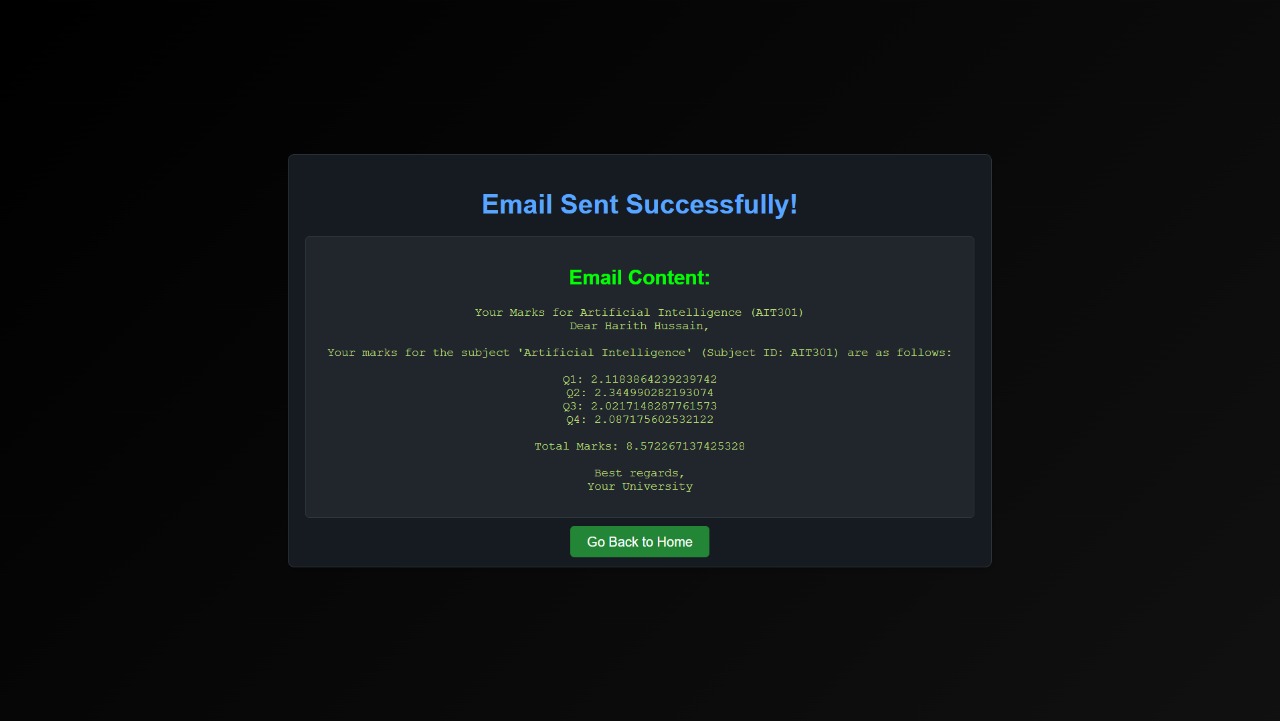 Email Sent Successfully!
Email Content:
Your Marks for Artificial Intelligence (AIT301)
Dear Harith Hussain,
Your marks for the subject 'Artificial Intelligence' (Subject ID: AIT301) are as follows:
Q1: 2.1183864239239742
Q2: 2.344990282193074
Q3: 2.0217148287761573
Q4: 2.087175602532122
Total Marks: 8.572267137425328
Best regards,
Your University
Go Back to Home